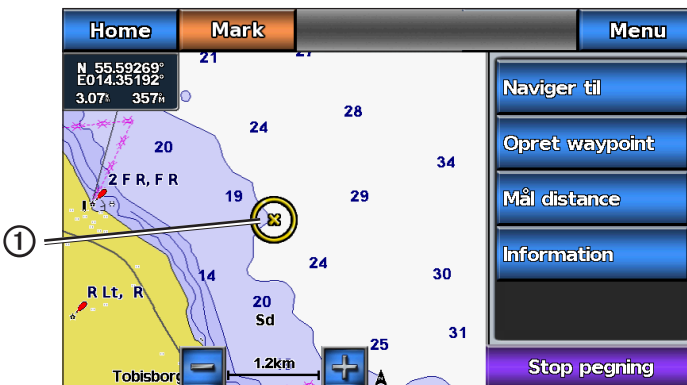 Home Mark Menu
N 55.59269°
E014.35192°
3.07 357°M
21 27
28
24
20
34
2 F R, F R
19 29
Naviger til
Opret waypoint
Mål distance
Information
①
24
14 30
R Lt, R
20
Sd
31
25
Tobisborg
1.2km
Stop pegning